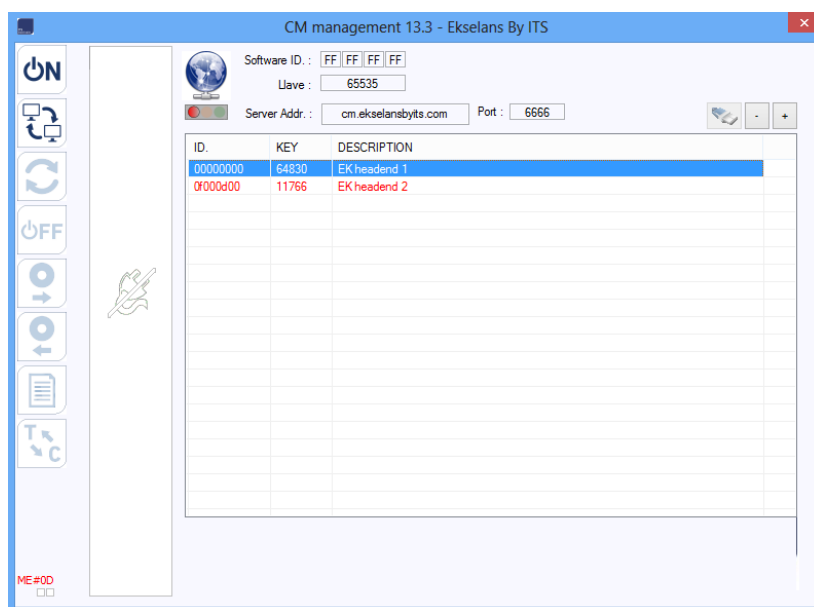 CM management 13.3 - Ekselans By ITS
×
ON
Software ID. : FF FF FF FF
Llave : 65535
Server Addr. : cm.ekselansbyits.com Port : 6666 - +
ID. KEY DESCRIPTION
00000000 64830 EK headend 1
0f000d00 11766 EK headend 2
OFF
T C
ME#0D